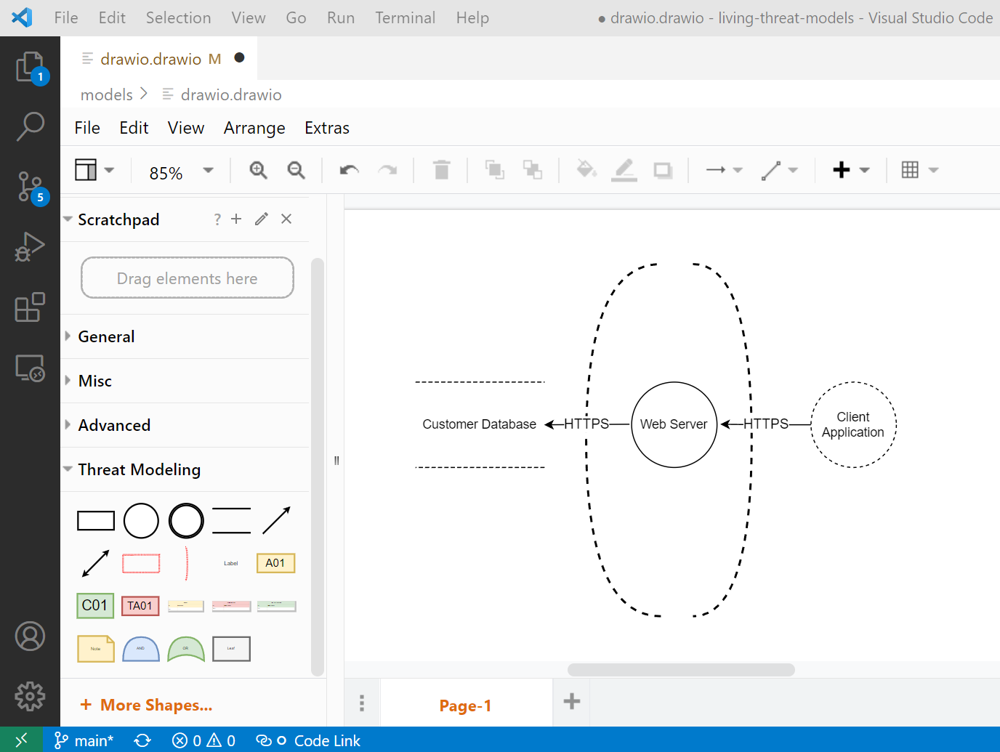 File Edit Selection View Go Run Terminal Help ● drawio.drawio - living-threat-models - Visual Studio Code
drawio.drawio M
models > drawio.drawio
File Edit View Arrange Extras
85%
1
5
Scratchpad ?
Drag elements here
General
Misc
Advanced
Threat Modeling
Label A01
C01 TA01
Note AND OR Leaf
+ More Shapes...
Customer Database HTTPS Web Server HTTPS Client
Application
Page-1
main* 0 0 Code Link